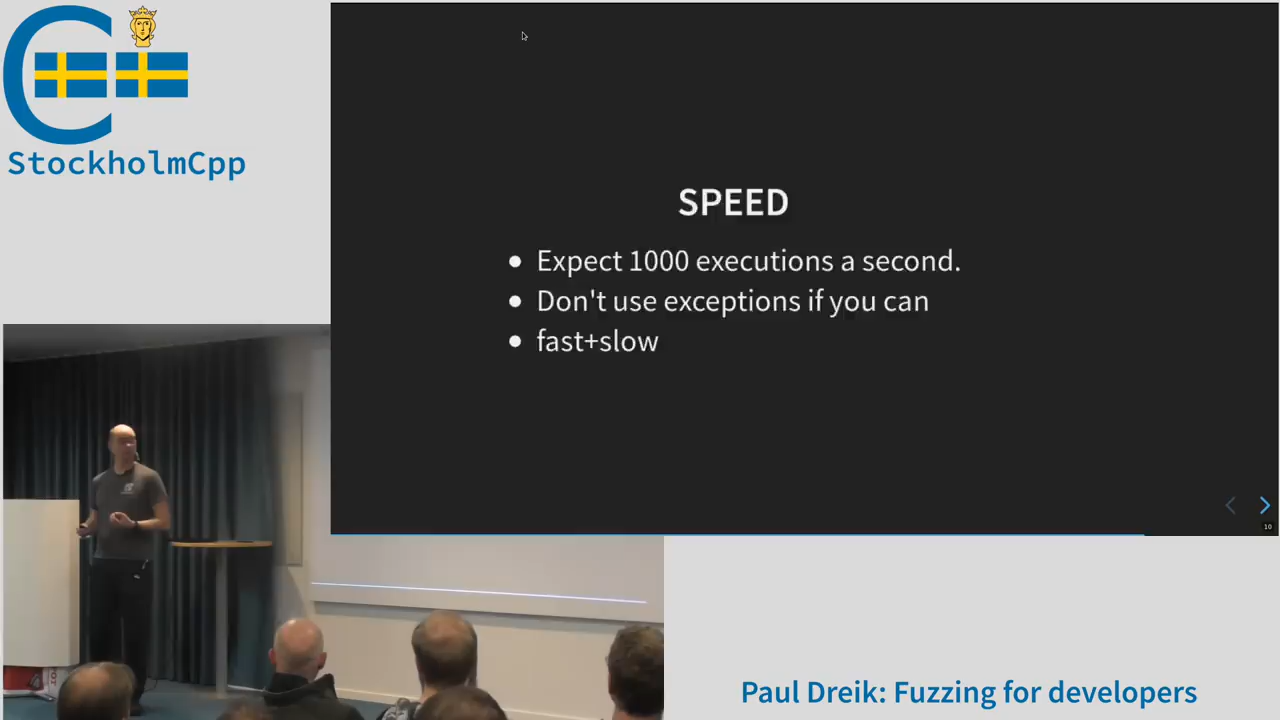 StockholmCpp
SPEED
Expect 1000 executions a second.
Don't use exceptions if you can
fast+slow
10
Paul Dreik: Fuzzing for developers